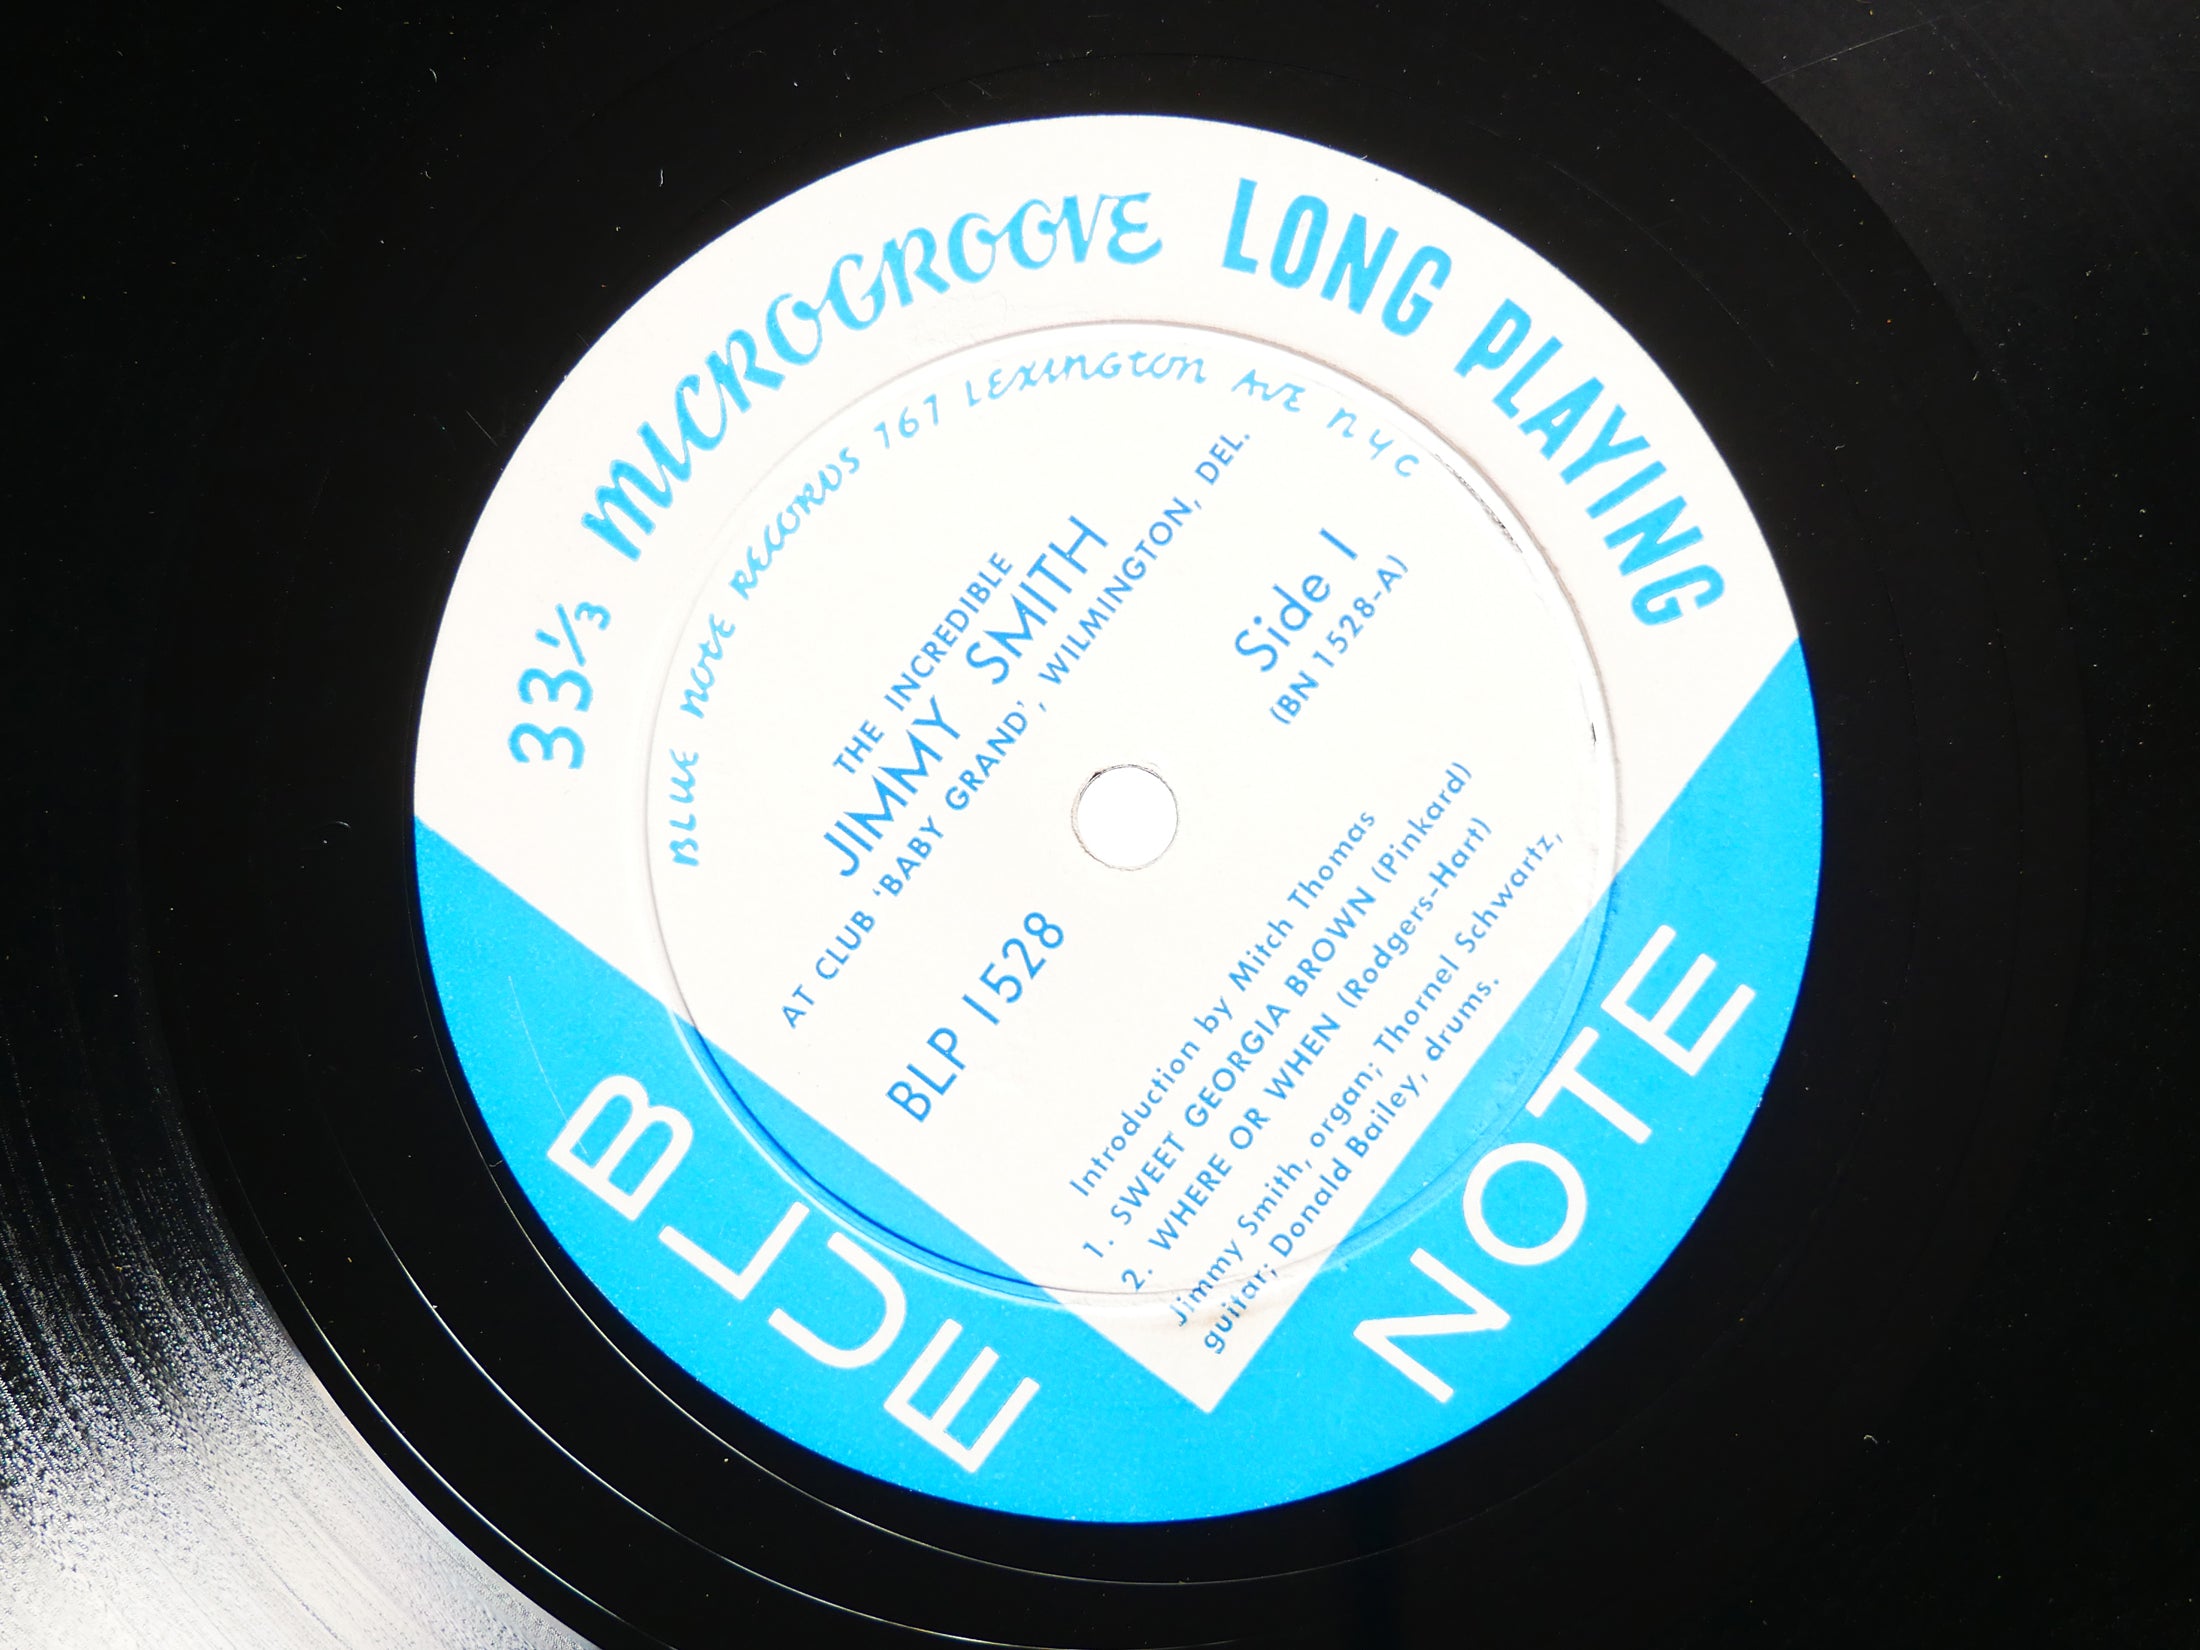 33⅓ MICROGROOVE LONG PLAYING
BLUE NOTE RECORDS 767 LEXINGTON AVE NYC
THE INCREDIBLE
JIMMY SMITH
AT CLUB 'BABY GRAND', WILMINGTON, DEL.
BLP 1528
Side 1
(BN 1528-A)
Introduction by Mitch Thomas
1. SWEET GEORGIA BROWN (Pinkard)
2. WHERE OR WHEN (Rodgers-Hart)
Jimmy Smith, organ; Thornel Schwartz,
guitar; Donald Bailey, drums.
BLUE
NOTE